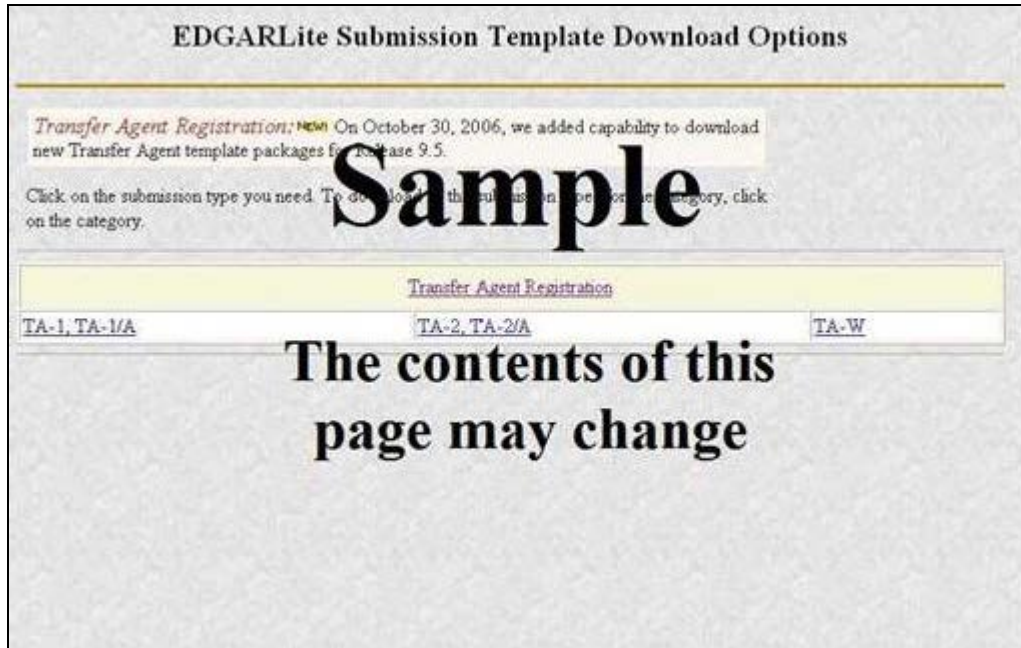 EDGARLite Submission Template Download Options
Transfer Agent Registration: NEW! On October 30, 2006, we added capability to download
new Transfer Agent template packages for Release 9.5.
Sample
Click on the submission type you need. To download all the submission types for the category, click
on the category.
Transfer Agent Registration
TA-1, TA-1/A TA-2, TA-2/A TA-W
The contents of this
page may change